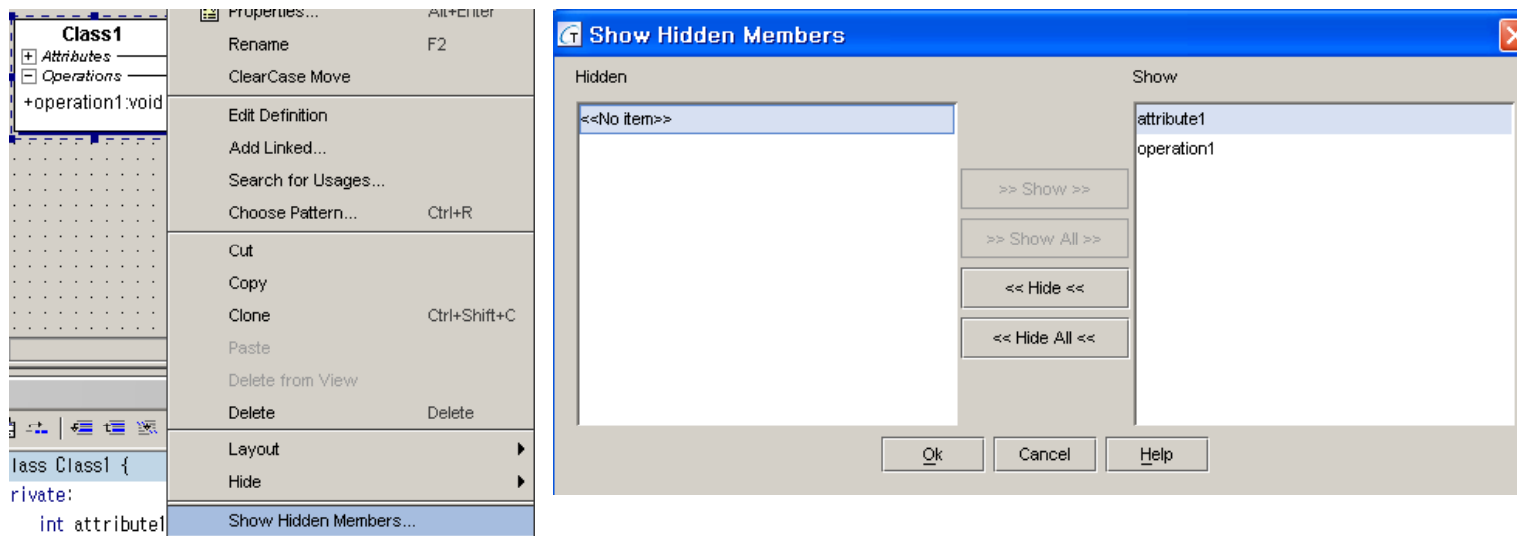 Class1
Attributes
Operations
+operation1:void
Properties... Alt+Enter
Rename F2
ClearCase Move
Edit Definition
Add Linked...
Search for Usages...
Choose Pattern... Ctrl+R
Cut
Copy
Clone Ctrl+Shift+C
Paste
Delete from View
Delete Delete
Layout
Hide
Show Hidden Members...
lass Class1 {
rivate:
int attribute1
Show Hidden Members
Hidden Show
<<No item>>
attribute1
operation1
>> Show >>
>> Show All >>
<< Hide <<
<< Hide All <<
Ok Cancel Help